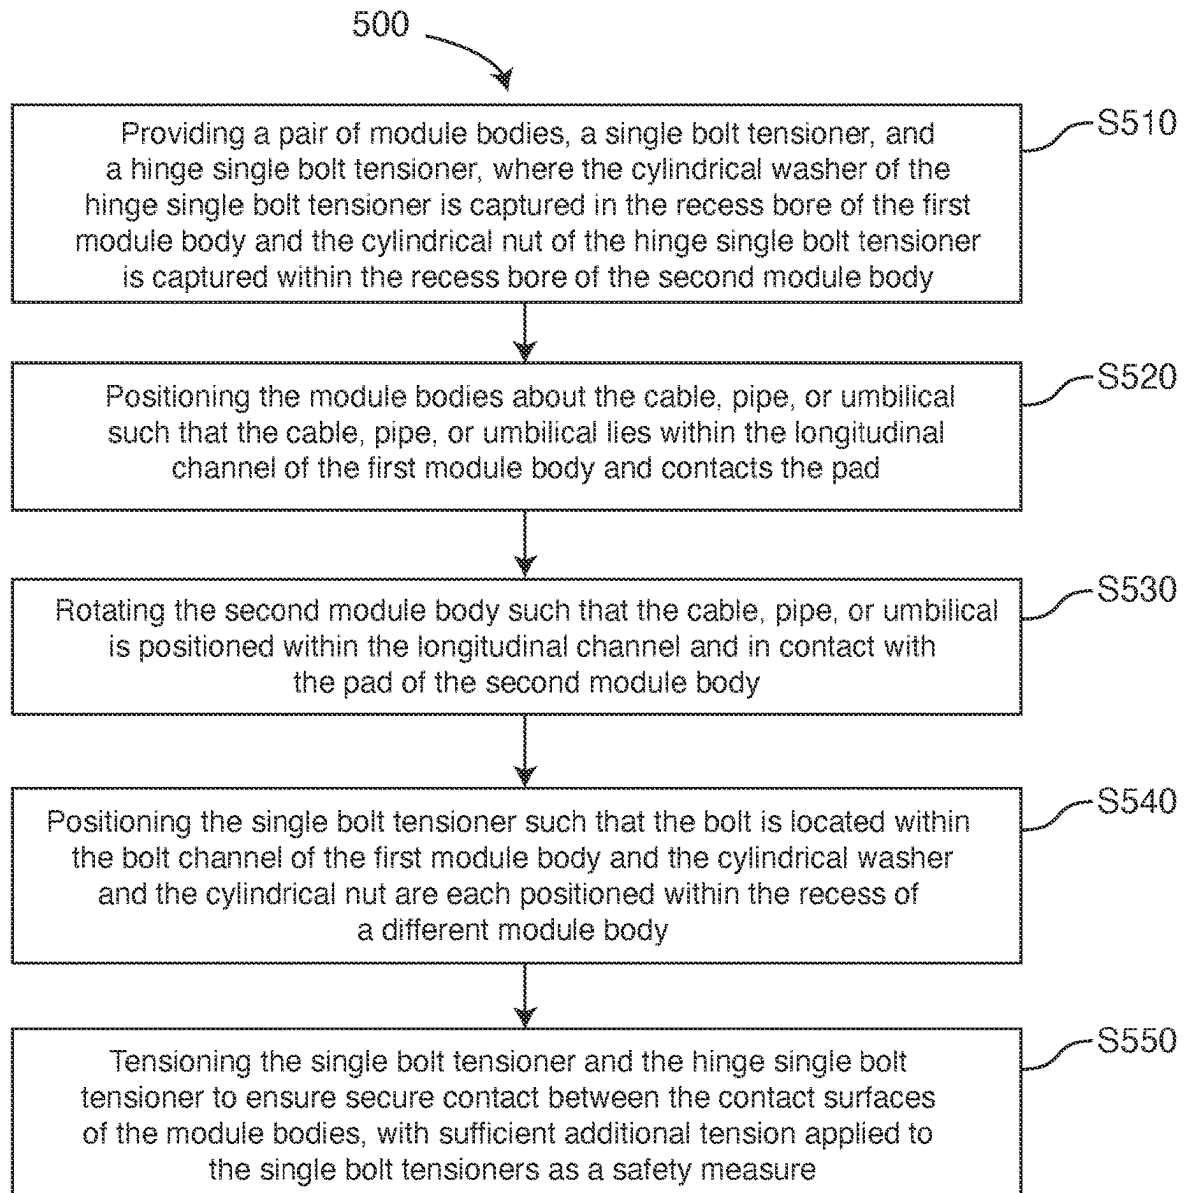 500
Providing a pair of module bodies, a single bolt tensioner, and
a hinge single bolt tensioner, where the cylindrical washer of the
hinge single bolt tensioner is captured in the recess bore of the first
module body and the cylindrical nut of the hinge single bolt tensioner
is captured within the recess bore of the second module body
S510
Positioning the module bodies about the cable, pipe, or umbilical
such that the cable, pipe, or umbilical lies within the longitudinal
channel of the first module body and contacts the pad
S520
Rotating the second module body such that the cable, pipe, or umbilical
is positioned within the longitudinal channel and in contact with
the pad of the second module body
S530
Positioning the single bolt tensioner such that the bolt is located within
the bolt channel of the first module body and the cylindrical washer
and the cylindrical nut are each positioned within the recess of
a different module body
S540
Tensioning the single bolt tensioner and the hinge single bolt
tensioner to ensure secure contact between the contact surfaces
of the module bodies, with sufficient additional tension applied to
the single bolt tensioners as a safety measure
S550